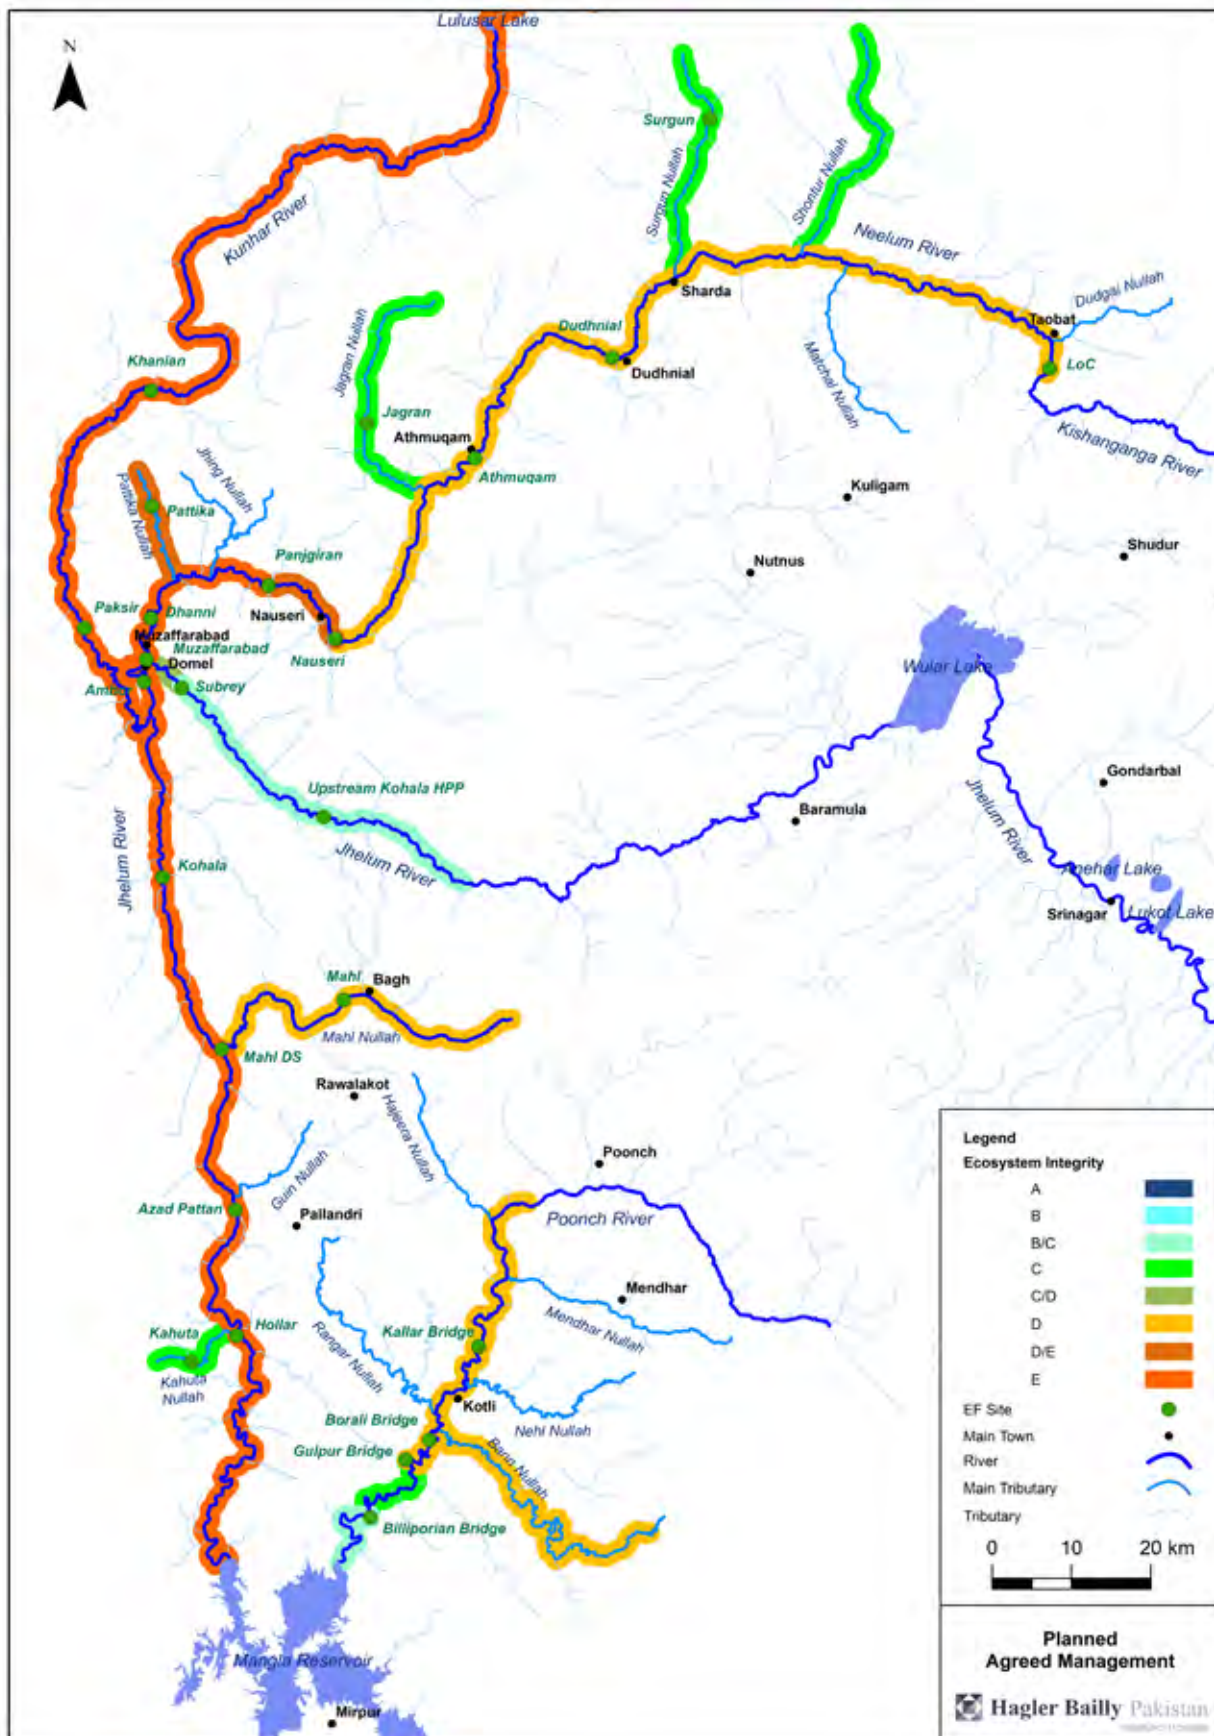 Lulusar Lake
N
Surgun
Surgun Nullah
Shontur Nullah
Kunhar River
Neelum River
Sharda
Dudgai Nullah
Taobat
Dudhnial
Jagran Nullah
Khanian
Dudhnial
Matchal Nullah
LoC
Jagran
Athmuqam
Kishanganga River
Athmuqam
Jhing Nullah
Kuligam
Pattika
Panjgiran
Nutnus
Shudur
Paksir
Dhanni
Nauseri
Muzaffarabad
Muzaffarabad
Nauseri
Domel
Wular Lake
Subrey
Upstream Kohala HPP
Gondarbal
Baramula
Jhelum River
Jhelum River
Jhelum River
Kohala
Srinagar
Lukot Lake
Mahl
Bagh
Mahl Nullah
Mahl DS
Rawalakot
Hajeera Nullah
Guin Nullah
Poonch
Azad Pattan
Pallandri
Poonch River
Mendhar
Mendhar Nullah
Kahuta
Hollar
Kallar Bridge
Rangar Nullah
Kahuta
Nullah
Kotli
Borali Bridge
Nehl Nullah
Gulpur Bridge
Bann Nullah
Billiporian Bridge
Mangla Reservoir
Mirpur
Legend
Ecosystem Integrity
A
B
B/C
C
C/D
D
D/E
E
EF Site
Main Town
River
Main Tributary
Tributary
0 10 20 km
Planned
Agreed Management
Hagler Bailly Pakistan